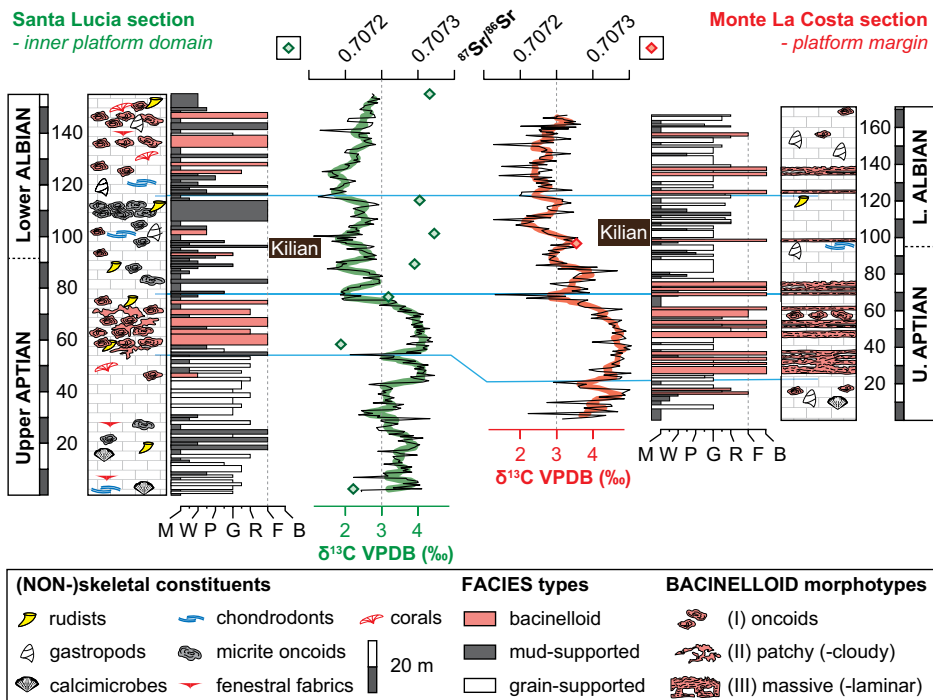 Santa Lucia section
- inner platform domain
0.7072
0.7073
⁸⁷Sr/⁸⁶Sr
0.7072
0.7073
Monte La Costa section
- platform margin
Lower ALBIAN
Upper APTIAN
140
120
100
80
60
40
20
Kilian
Kilian
160
140
120
100
80
60
40
20
L. ALBIAN
U. APTIAN
M W P G R F B
2 3 4
δ¹³C VPDB (‰)
2 3 4
δ¹³C VPDB (‰)
M W P G R F B
(NON-)skeletal constituents
rudists
chondrodonts
corals
gastropods
micrite oncoids
calcimicrobes
fenestral fabrics
20 m
FACIES types
bacinelloid
mud-supported
grain-supported
BACINELLOID morphotypes
(I) oncoids
(II) patchy (-cloudy)
(III) massive (-laminar)